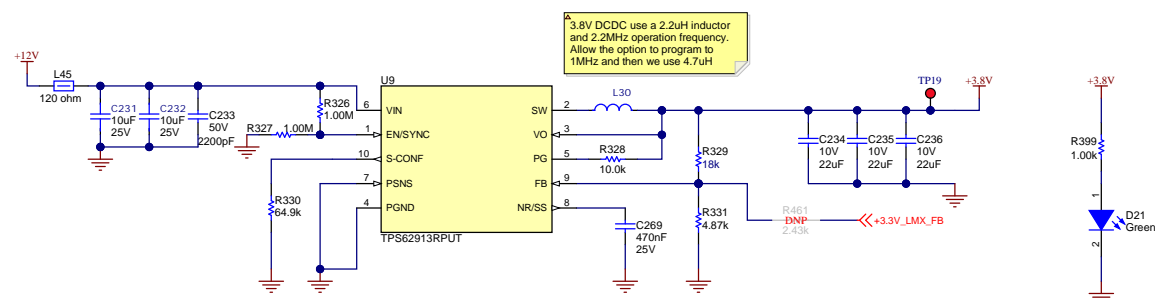 3.8V DCDC use a 2.2uH inductor
and 2.2MHz operation frequency.
Allow the option to program to
1MHz and then we use 4.7uH
+12V
L45
120 ohm
C231
10uF
25V
C232
10uF
25V
C233
50V
2200pF
R326
1.00M
R327
1.00M
R330
64.9k
U9
6
VIN
1
EN/SYNC
10
S-CONF
7
PSNS
4
PGND
SW
2
VO
3
PG
5
FB
9
NR/SS
8
TPS62913RPUT
L30
R328
10.0k
R329
18k
R331
4.87k
C269
470nF
25V
R461
DNP
2.43k
+3.3V_LMX_FB
TP19
+3.8V
C234
10V
22uF
C235
10V
22uF
C236
10V
22uF
+3.8V
R399
1.00k
1
D21
Green
2